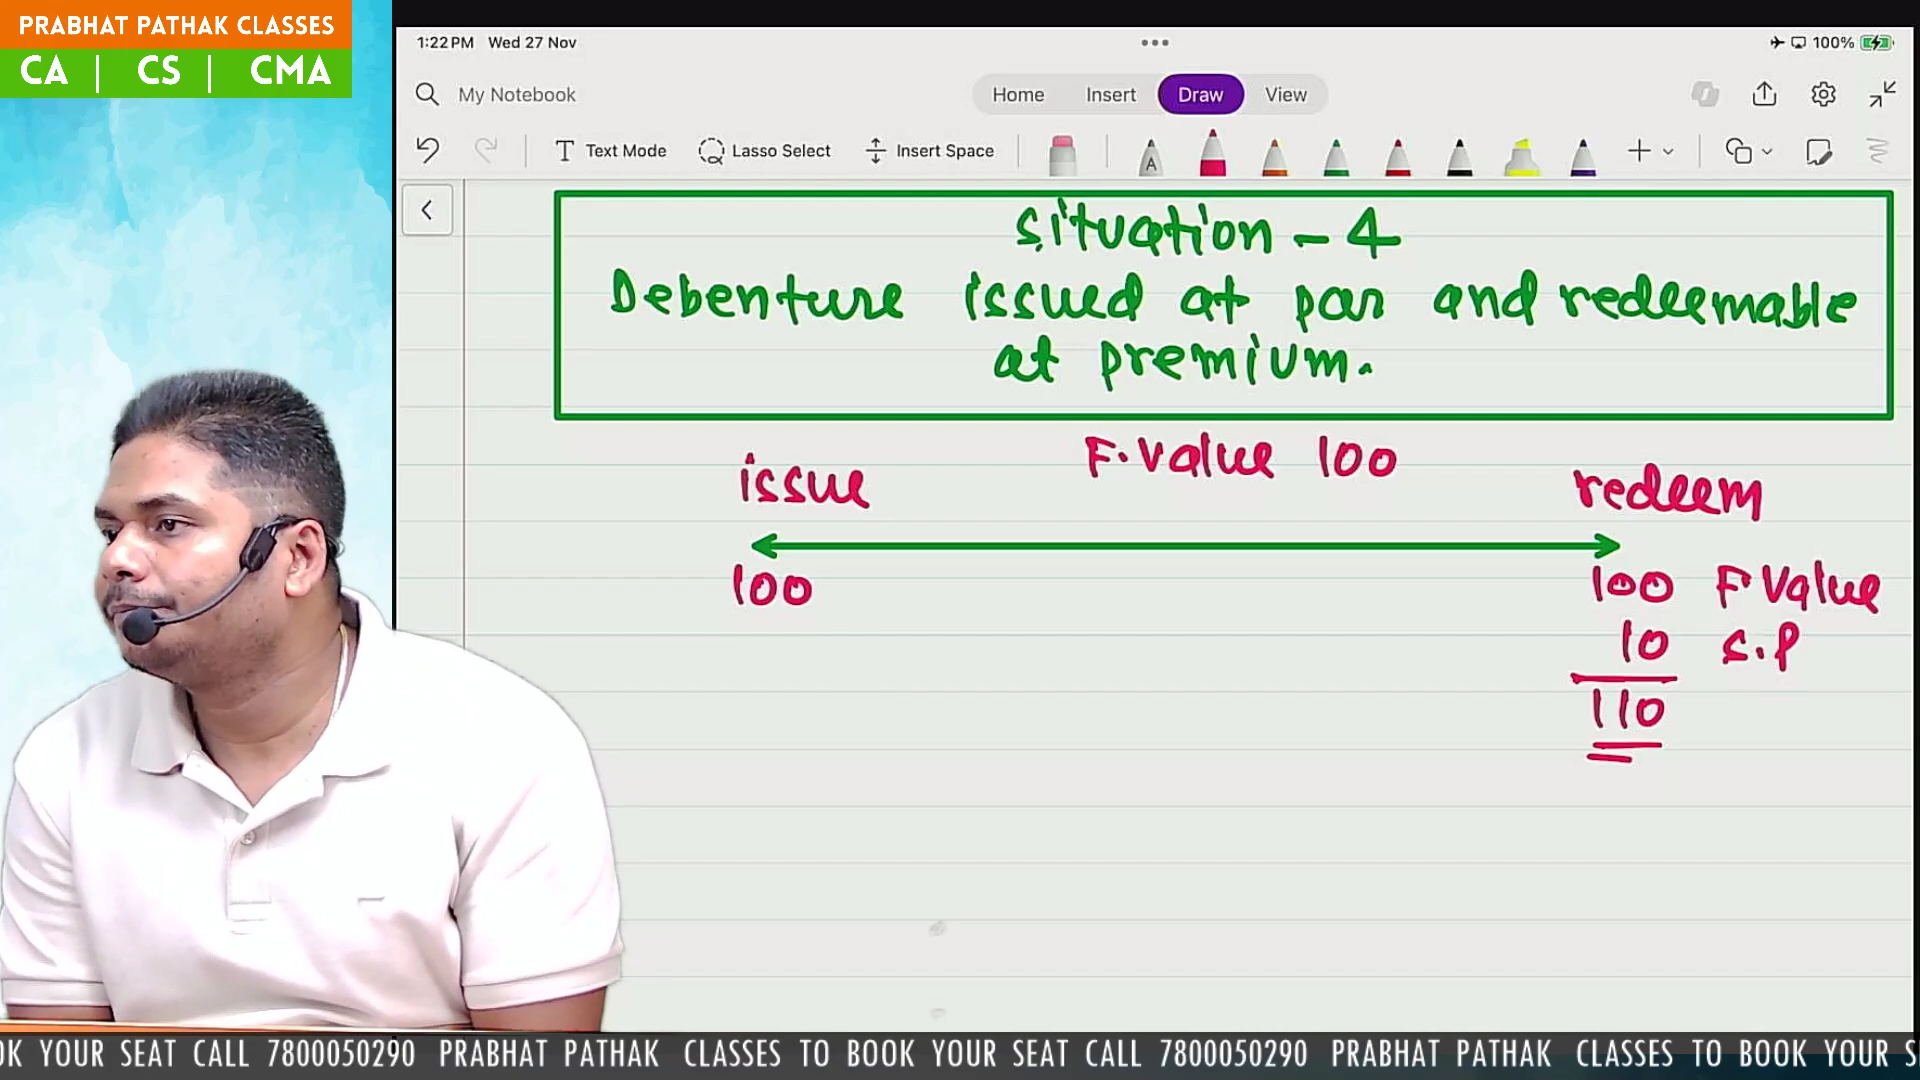 PRABHAT PATHAK CLASSES
CA | CS | CMA
1:22 PM Wed 27 Nov
100%
My Notebook
Home Insert Draw View
Text Mode Lasso Select Insert Space
A
Situation - 4
Debenture issued at par and redeemable
at premium.
F. Value 100
issue redeem
100 100 F Value
10 S.P
110
OK YOUR SEAT CALL 7800050290 PRABHAT PATHAK CLASSES TO BOOK YOUR SEAT CALL 7800050290 PRABHAT PATHAK CLASSES TO BOOK YOUR S